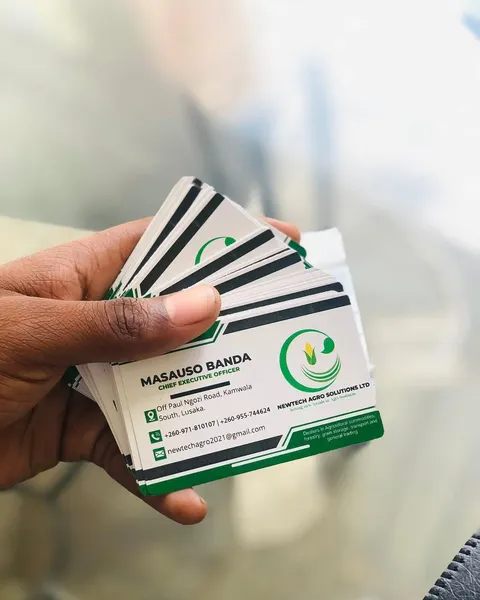 MASAUSO BANDA
CHIEF EXECUTIVE OFFICER
Off Paul Ngozi Road, Kamwala
South, Lusaka.
+260-971-810107 | +260-955-744624
newtechagro2021@gmail.com
NEWTECH AGRO SOLUTIONS LTD
Dealers in Agricultural commodities,
forestry, grain storage, transport and
general trading.